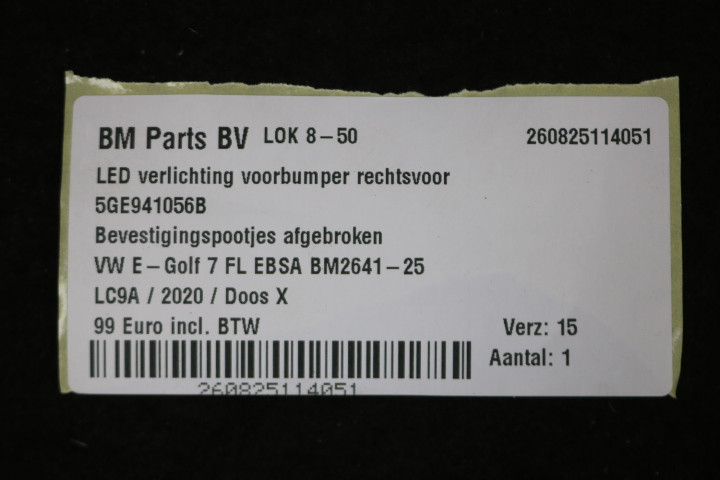 BM Parts BV LOK 8-50 260825114051
LED verlichting voorbumper rechtsvoor
5GE941056B
Bevestigingspootjes afgebroken
VW E-Golf 7 FL EBSA BM2641-25
LC9A / 2020 / Doos X
99 Euro incl. BTW Verz: 15
Aantal: 1
260825114051